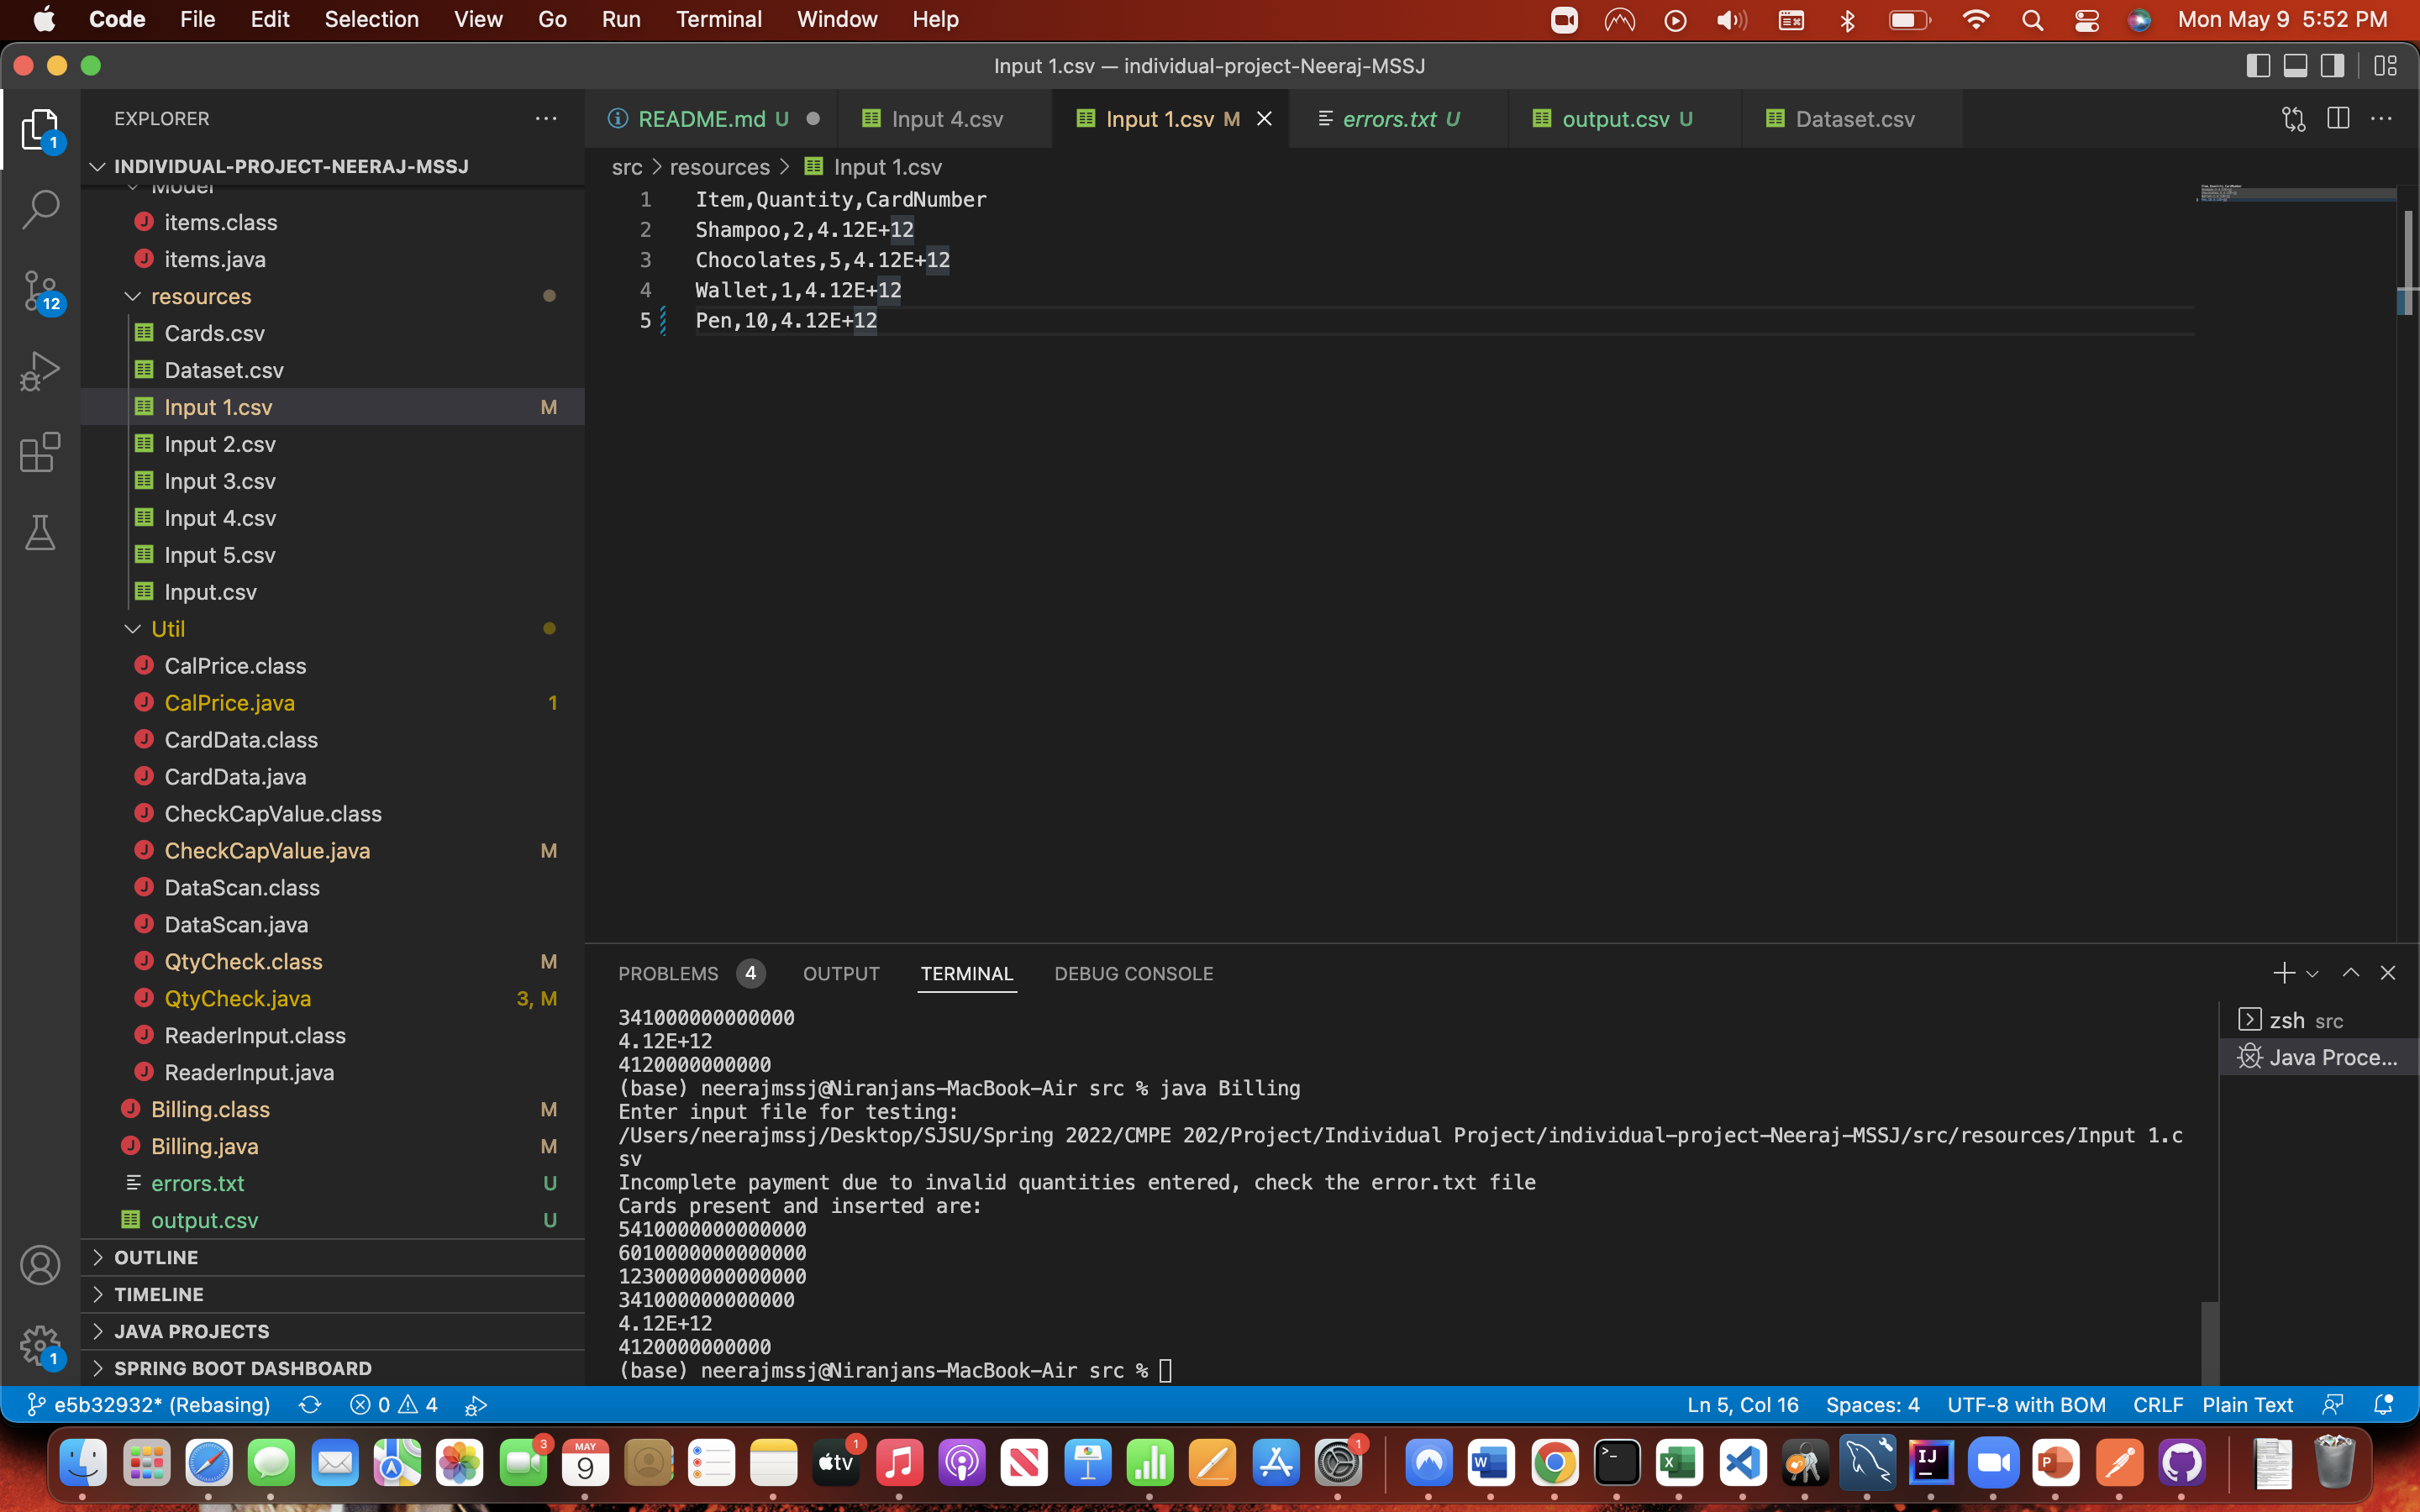 Code File Edit Selection View Go Run Terminal Window Help Mon May 9 5:52 PM
Input 1.csv — individual-project-Neeraj-MSSJ
EXPLORER
INDIVIDUAL-PROJECT-NEERAJ-MSSJ
Model
items.class
items.java
resources
Cards.csv
Dataset.csv
Input 1.csv M
Input 2.csv
Input 3.csv
Input 4.csv
Input 5.csv
Input.csv
Util
CalPrice.class
CalPrice.java 1
CardData.class
CardData.java
CheckCapValue.class
CheckCapValue.java M
DataScan.class
DataScan.java
QtyCheck.class M
QtyCheck.java 3, M
ReaderInput.class
ReaderInput.java
Billing.class M
Billing.java M
errors.txt U
output.csv U
OUTLINE
TIMELINE
JAVA PROJECTS
SPRING BOOT DASHBOARD
1
12
1
README.md U Input 4.csv Input 1.csv M errors.txt U output.csv U Dataset.csv
src > resources > Input 1.csv
1 Item,Quantity,CardNumber
2 Shampoo,2,4.12E+12
3 Chocolates,5,4.12E+12
4 Wallet,1,4.12E+12
5 Pen,10,4.12E+12
PROBLEMS 4 OUTPUT TERMINAL DEBUG CONSOLE
341000000000000
4.12E+12
4120000000000
(base) neerajmssj@Niranjans-MacBook-Air src % java Billing
Enter input file for testing:
/Users/neerajmssj/Desktop/SJSU/Spring 2022/CMPE 202/Project/Individual Project/individual-project-Neeraj-MSSJ/src/resources/Input 1.c
sv
Incomplete payment due to invalid quantities entered, check the error.txt file
Cards present and inserted are:
5410000000000000
6010000000000000
1230000000000000
341000000000000
4.12E+12
4120000000000
(base) neerajmssj@Niranjans-MacBook-Air src %
zsh src
Java Proce...
e5b32932* (Rebasing) 0 4 Ln 5, Col 16 Spaces: 4 UTF-8 with BOM CRLF Plain Text
3 MAY 9 tv 1 1 W X IJ P